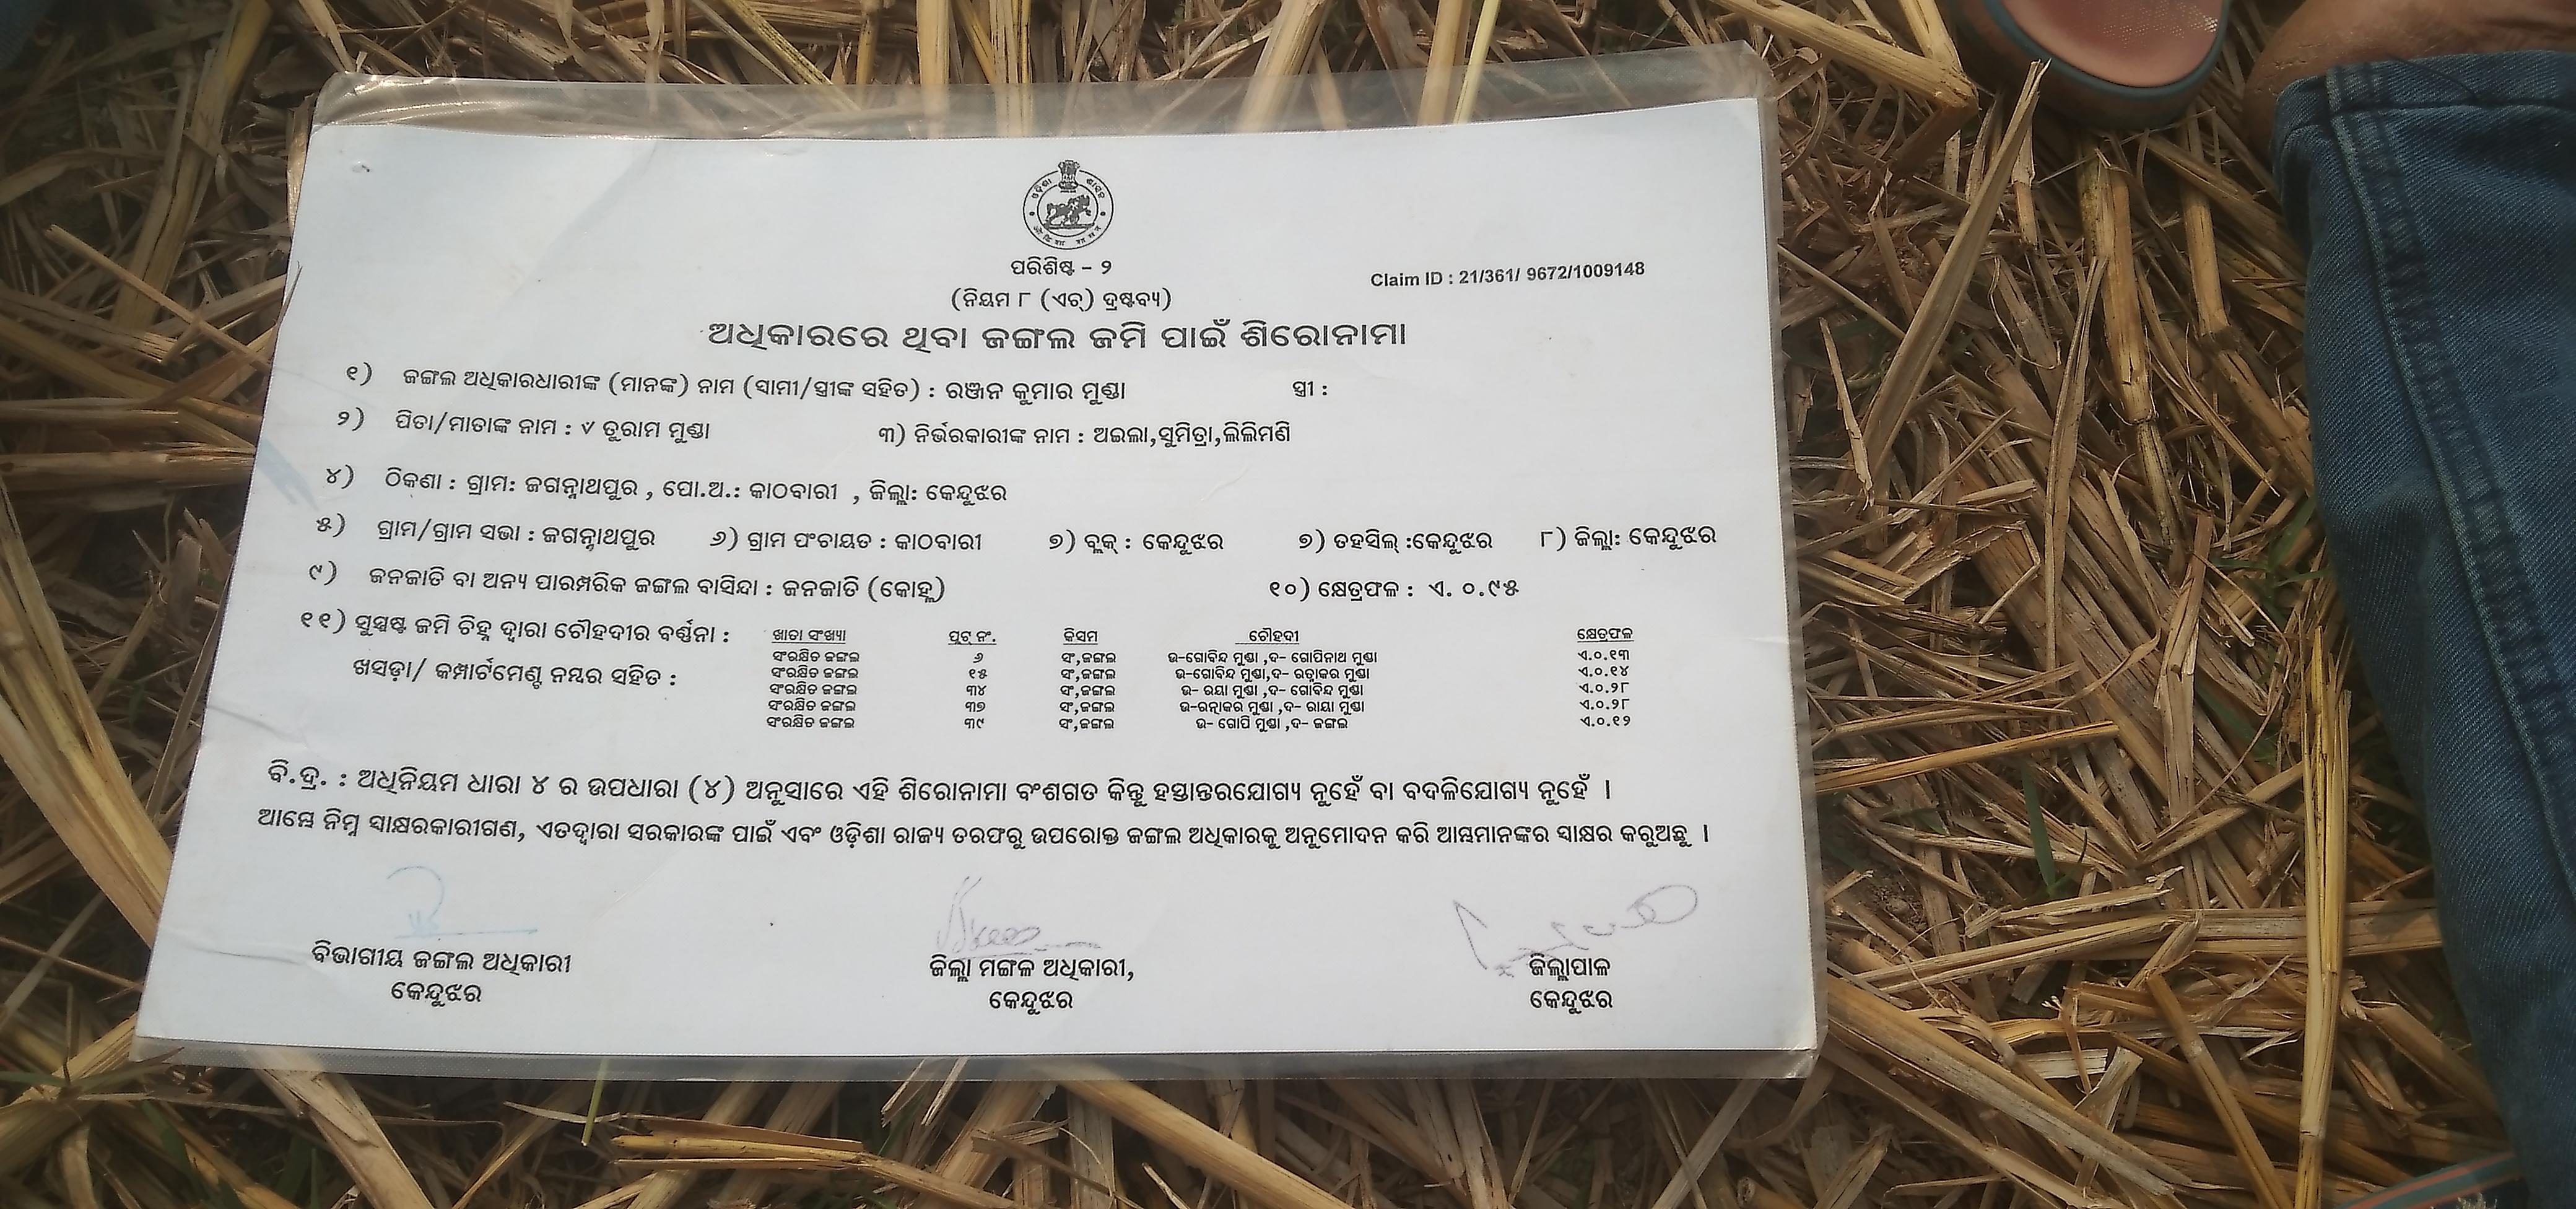 ଓଡ଼ିଶା ଶାସନ
ପରିଶିଷ୍ଟ – ୨
Claim ID : 21/361/ 9672/1009148
(ନିୟମ ୮ (ଏଚ୍) ଦ୍ରଷ୍ଟବ୍ୟ)
ଅଧିକାରରେ ଥିବା ଜଙ୍ଗଲ ଜମି ପାଇଁ ଶିରୋନାମା
୧) ଜଙ୍ଗଲ ଅଧିକାରଧାରୀଙ୍କ (ମାନଙ୍କ) ନାମ (ସାମୀ/ସ୍ତ୍ରୀଙ୍କ ସହିତ) : ରଞ୍ଜନ କୁମାର ମୁଣ୍ଡା ସ୍ତ୍ରୀ :
୨) ପିତା/ମାତାଙ୍କ ନାମ : ୰ ତୁରାମ ମୁଣ୍ଡା ୩) ନିର୍ଭରକାରୀଙ୍କ ନାମ : ଅଇଲା,ସୁମିତ୍ରା,ଲିଲିମଣି
୪) ଠିକଣା : ଗ୍ରାମ: ଜଗନ୍ନାଥପୁର , ପୋ.ଅ.: କାଠବାରୀ , ଜିଲ୍ଲା: କେନ୍ଦୁଝର
୫) ଗ୍ରାମ/ଗ୍ରାମ ସଭା : ଜଗନ୍ନାଥପୁର ୬) ଗ୍ରାମ ପଂଚାୟତ : କାଠବାରୀ ୭) ବ୍ଲକ୍ : କେନ୍ଦୁଝର ୭) ତହସିଲ୍ :କେନ୍ଦୁଝର ୮) ଜିଲ୍ଲା: କେନ୍ଦୁଝର
୯) ଜନଜାତି ବା ଅନ୍ୟ ପାରମ୍ପରିକ ଜଙ୍ଗଲ ବାସିନ୍ଦା : ଜନଜାତି (କୋହ୍ଲ) ୧୦) କ୍ଷେତ୍ରଫଳ : ଏ. ୦.୯୫
୧୧) ସୁସ୍ପଷ୍ଟ ଜମି ଚିହ୍ନ ଦ୍ୱାରା ଚୌହଦୀର ବର୍ଣ୍ଣନା :
ଖସଡ଼ା/ କମ୍ପାର୍ଟମେଣ୍ଟ ନମ୍ବର ସହିତ :
ଖାତା ସଂଖ୍ୟା ପ୍ଲଟ୍ ନଂ. କିସମ ଚୌହଦୀ କ୍ଷେତ୍ରଫଳ
ସଂରକ୍ଷିତ ଜଙ୍ଗଲ ୬ ସଂ,ଜଙ୍ଗଲ ଉ-ଗୋବିନ୍ଦ ମୁଣ୍ଡା ,ଦ- ଗୋପିନାଥ ମୁଣ୍ଡା ଏ.୦.୧୩
ସଂରକ୍ଷିତ ଜଙ୍ଗଲ ୧୫ ସଂ,ଜଙ୍ଗଲ ଉ-ଗୋବିନ୍ଦ ମୁଣ୍ଡା,ଦ- ରତ୍ନାକର ମୁଣ୍ଡା ଏ.୦.୧୪
ସଂରକ୍ଷିତ ଜଙ୍ଗଲ ୩୪ ସଂ,ଜଙ୍ଗଲ ଉ- ରୟା ମୁଣ୍ଡା ,ଦ- ଗୋବିନ୍ଦ ମୁଣ୍ଡା ଏ.୦.୨୮
ସଂରକ୍ଷିତ ଜଙ୍ଗଲ ୩୭ ସଂ,ଜଙ୍ଗଲ ଉ-ରତ୍ନାକର ମୁଣ୍ଡା ,ଦ- ରାୟା ମୁଣ୍ଡା ଏ.୦.୨୮
ସଂରକ୍ଷିତ ଜଙ୍ଗଲ ୩୯ ସଂ,ଜଙ୍ଗଲ ଉ- ଗୋପି ମୁଣ୍ଡା ,ଦ- ଜଙ୍ଗଲ ଏ.୦.୧୨
ବି.ଦ୍ର. : ଅଧିନିୟମ ଧାରା ୪ ର ଉପଧାରା (୪) ଅନୁସାରେ ଏହି ଶିରୋନାମା ବଂଶଗତ କିନ୍ତୁ ହସ୍ତାନ୍ତରଯୋଗ୍ୟ ନୁହେଁ ବା ବଦଳିଯୋଗ୍ୟ ନୁହେଁ ।
ଆମ୍ଭେ ନିମ୍ନ ସ୍ୱାକ୍ଷରକାରୀଗଣ, ଏତଦ୍ୱାରା ସରକାରଙ୍କ ପାଇଁ ଏବଂ ଓଡ଼ିଶା ରାଜ୍ୟ ତରଫରୁ ଉପରୋକ୍ତ ଜଙ୍ଗଲ ଅଧିକାରକୁ ଅନୁମୋଦନ କରି ଆମ୍ଭମାନଙ୍କର ସ୍ୱାକ୍ଷର କରୁଅଛୁ ।
ବିଭାଗୀୟ ଜଙ୍ଗଲ ଅଧିକାରୀ ଜିଲ୍ଲା ମଙ୍ଗଳ ଅଧିକାରୀ, ଜିଲ୍ଲାପାଳ
କେନ୍ଦୁଝର କେନ୍ଦୁଝର କେନ୍ଦୁଝର